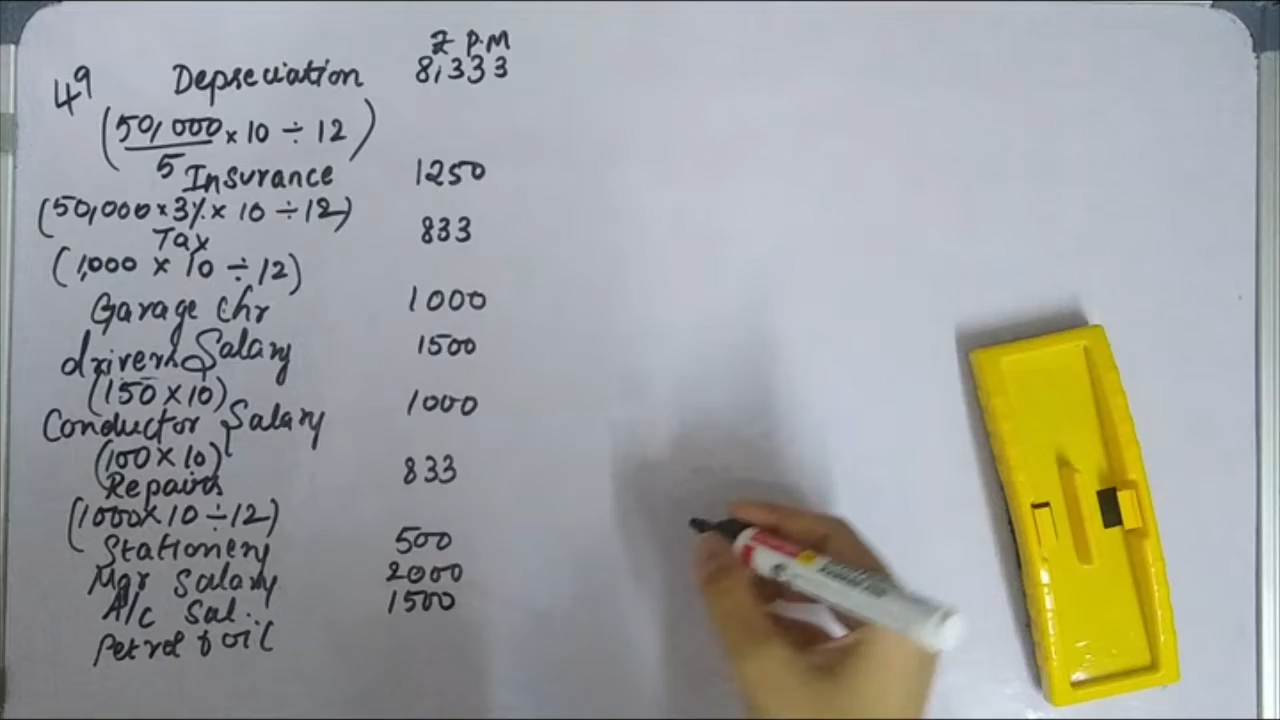 ₹ P.M
49 Depreciation 8,333
(50,000/5 × 10 ÷ 12)
Insurance 1250
(50,000 × 3% × 10 ÷ 12)
Tax 833
(1,000 × 10 ÷ 12)
Garage Chr 1000
drivers Salary 1500
(150 × 10)
Conductor Salary 1000
(100 × 10)
Repairs 833
(1000 × 10 ÷ 12)
Stationery 500
Mgr Salary 2000
A/c Sal.. 1500
Petrol & oil